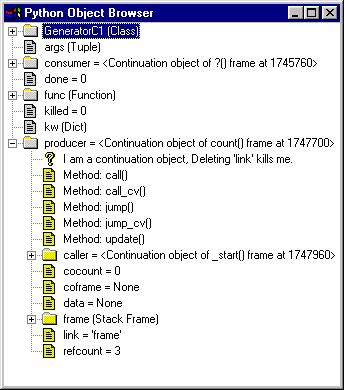 Python Object Browser
GeneratorC1 (Class)
args (Tuple)
consumer = <Continuation object of ?() frame at 1745760>
done = 0
func (Function)
killed = 0
kw (Dict)
producer = <Continuation object of count() frame at 1747700>
I am a continuation object, Deleting 'link' kills me.
Method: call()
Method: call_cv()
Method: jump()
Method: jump_cv()
Method: update()
caller = <Continuation object of _start() frame at 1747960>
cocount = 0
coframe = None
data = None
frame (Stack Frame)
link = 'frame'
refcount = 3